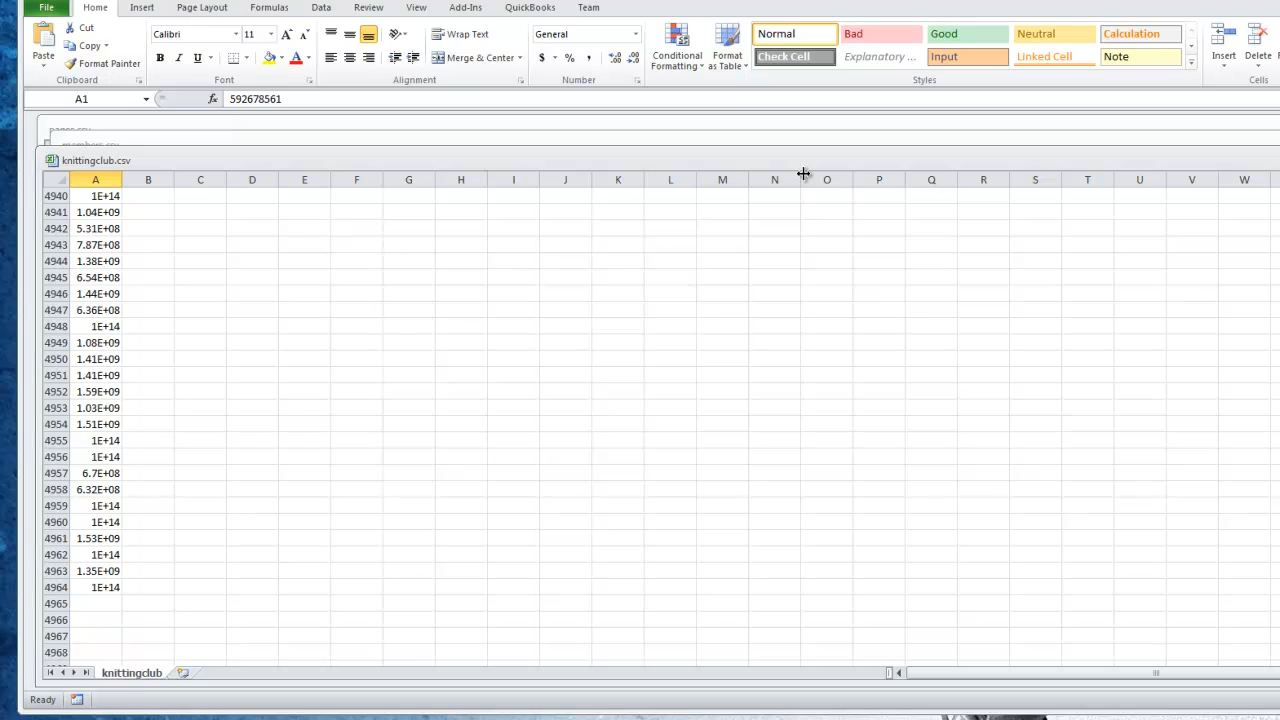 File Home Insert Page Layout Formulas Data Review View Add-Ins QuickBooks Team
Cut
Copy
Format Painter
Paste
Clipboard
Calibri 11
Font
Wrap Text
Merge & Center
Alignment
General
$ % ,
Number
Conditional Formatting
Format as Table
Normal Bad Good Neutral Calculation
Check Cell Explanatory ... Input Linked Cell Note
Styles
Insert Delete
Cells
A1 fx 592678561
pages.csv
members.csv
knittingclub.csv
A B C D E F G H I J K L M N O P Q R S T U V W
4940 1E+14
4941 1.04E+09
4942 5.31E+08
4943 7.87E+08
4944 1.38E+09
4945 6.54E+08
4946 1.44E+09
4947 6.36E+08
4948 1E+14
4949 1.08E+09
4950 1.41E+09
4951 1.41E+09
4952 1.59E+09
4953 1.03E+09
4954 1.51E+09
4955 1E+14
4956 1E+14
4957 6.7E+08
4958 6.32E+08
4959 1E+14
4960 1E+14
4961 1.53E+09
4962 1E+14
4963 1.35E+09
4964 1E+14
4965
4966
4967
4968
knittingclub
Ready